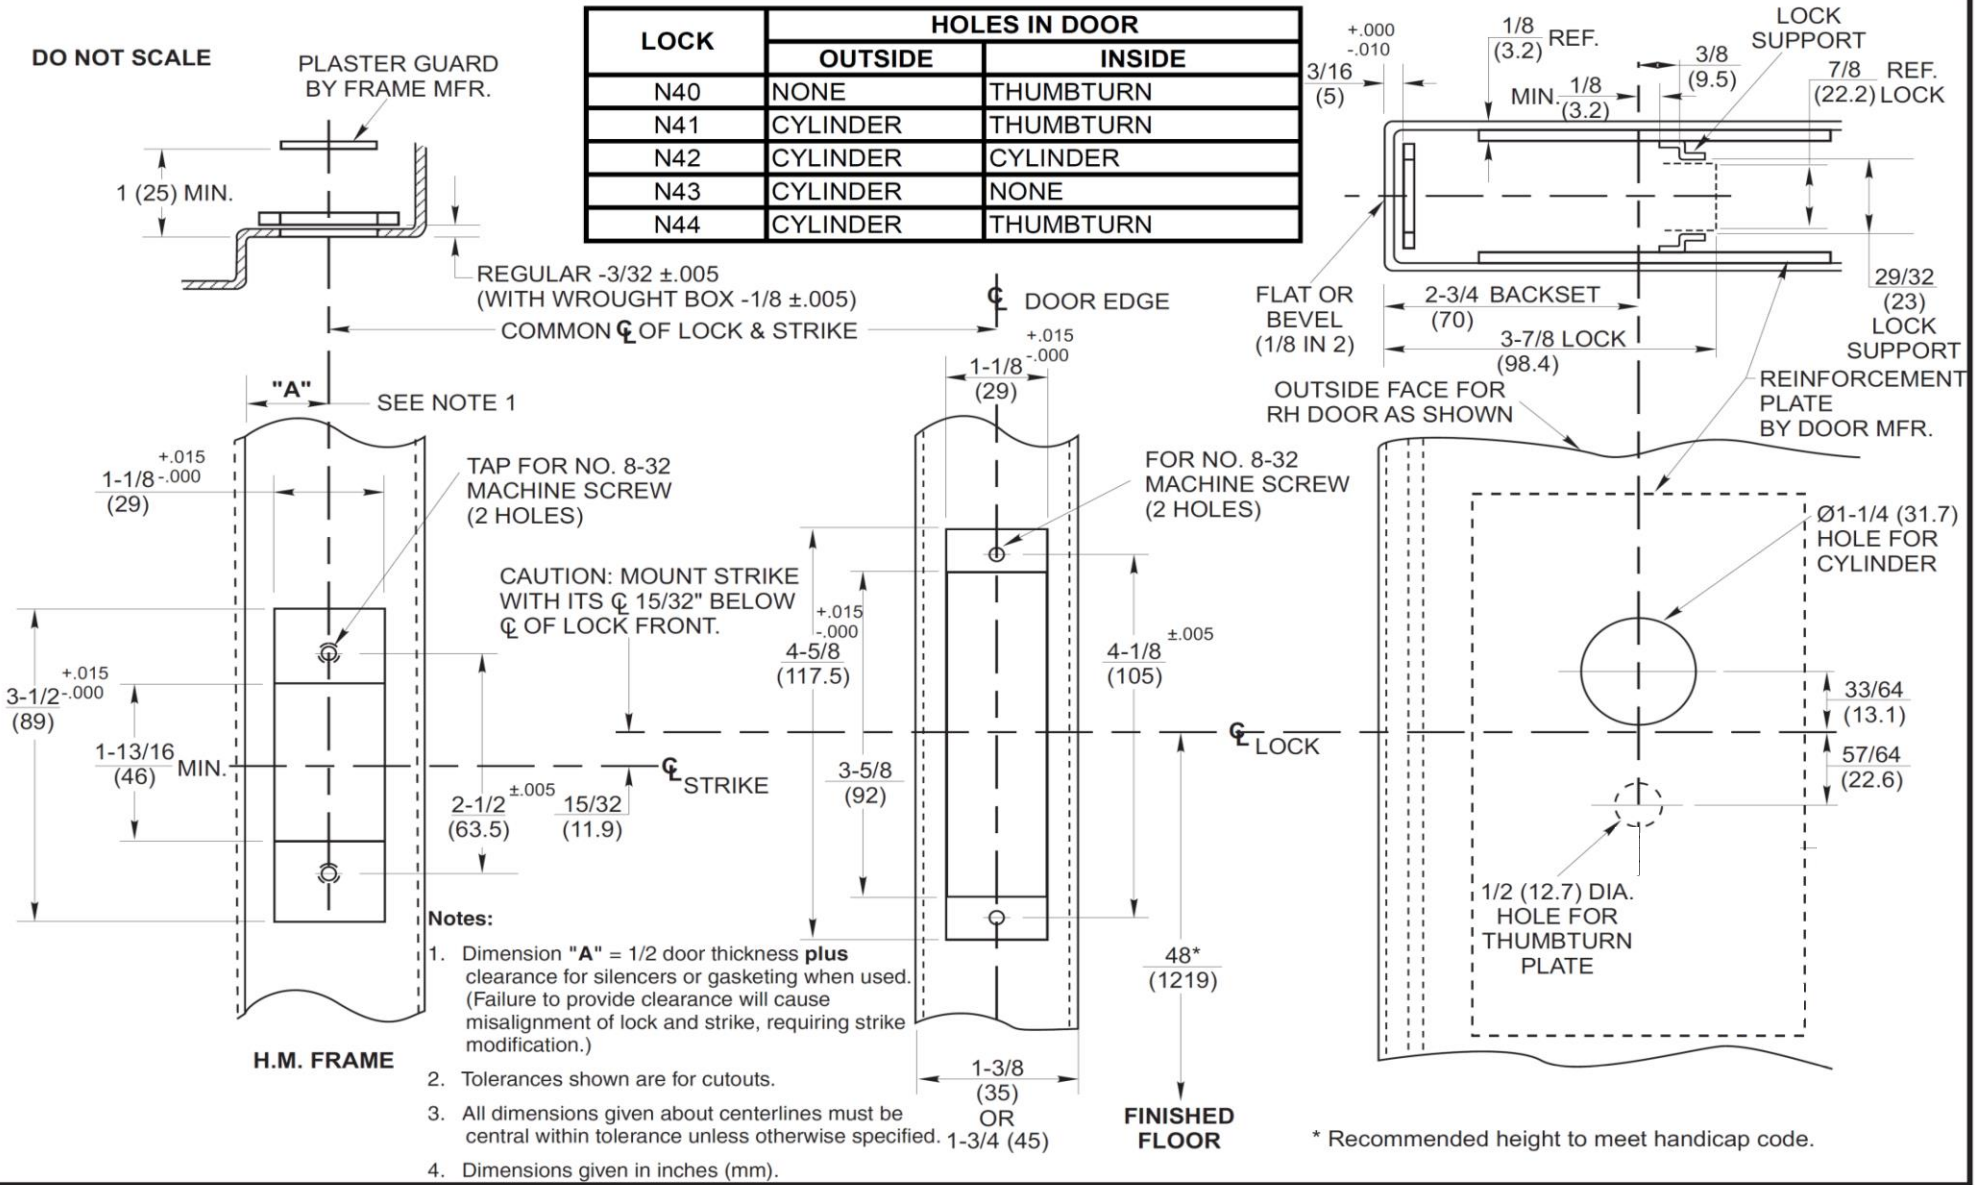 DO NOT SCALE
PLASTER GUARD
BY FRAME MFR.
1 (25) MIN.
REGULAR -3/32 ±.005
(WITH WROUGHT BOX -1/8 ±.005)
COMMON ℄ OF LOCK & STRIKE
LOCK
HOLES IN DOOR
OUTSIDE INSIDE
N40 NONE THUMBTURN
N41 CYLINDER THUMBTURN
N42 CYLINDER CYLINDER
N43 CYLINDER NONE
N44 CYLINDER THUMBTURN
+.000
-.010
3/16
(5)
1/8
(3.2) REF.
MIN. 1/8
(3.2)
LOCK
SUPPORT
3/8
(9.5)
7/8 REF.
(22.2) LOCK
29/32
(23)
LOCK
SUPPORT
FLAT OR
BEVEL
(1/8 IN 2)
2-3/4 BACKSET
(70)
3-7/8 LOCK
(98.4)
REINFORCEMENT
PLATE
BY DOOR MFR.
OUTSIDE FACE FOR
RH DOOR AS SHOWN
"A"
SEE NOTE 1
+.015
1-1/8 -.000
(29)
TAP FOR NO. 8-32
MACHINE SCREW
(2 HOLES)
+.015
3-1/2 -.000
(89)
1-13/16
(46) MIN.
2-1/2 ±.005
(63.5)
15/32
(11.9)
℄ STRIKE
CAUTION: MOUNT STRIKE
WITH ITS ℄ 15/32" BELOW
℄ OF LOCK FRONT.
H.M. FRAME
℄ DOOR EDGE
+.015
1-1/8 -.000
(29)
FOR NO. 8-32
MACHINE SCREW
(2 HOLES)
+.015
-.000
4-5/8
(117.5)
3-5/8
(92)
±.005
4-1/8
(105)
℄ LOCK
48*
(1219)
FINISHED
FLOOR
1-3/8
(35)
OR
1-3/4 (45)
Ø1-1/4 (31.7)
HOLE FOR
CYLINDER
33/64
(13.1)
57/64
(22.6)
1/2 (12.7) DIA.
HOLE FOR
THUMBTURN
PLATE
Notes:
1. Dimension "A" = 1/2 door thickness plus
clearance for silencers or gasketing when used.
(Failure to provide clearance will cause
misalignment of lock and strike, requiring strike
modification.)
2. Tolerances shown are for cutouts.
3. All dimensions given about centerlines must be
central within tolerance unless otherwise specified.
4. Dimensions given in inches (mm).
* Recommended height to meet handicap code.